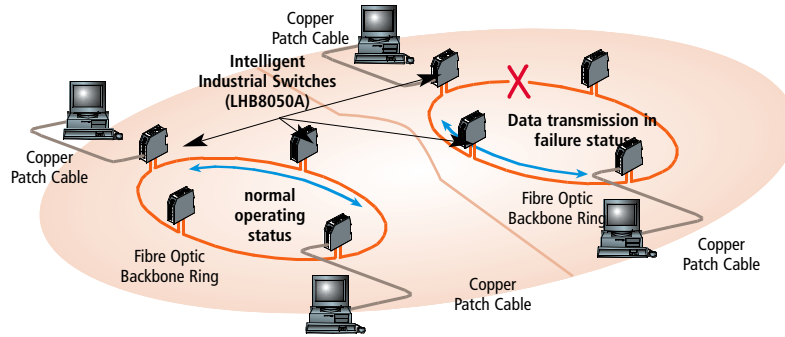 Copper
Patch Cable
Intelligent
Industrial Switches
(LHB8050A)
Data transmission in
failure status
Copper
Patch Cable
normal
operating
status
Fibre Optic
Backbone Ring
Fibre Optic
Backbone Ring
Copper
Patch Cable
Copper
Patch Cable